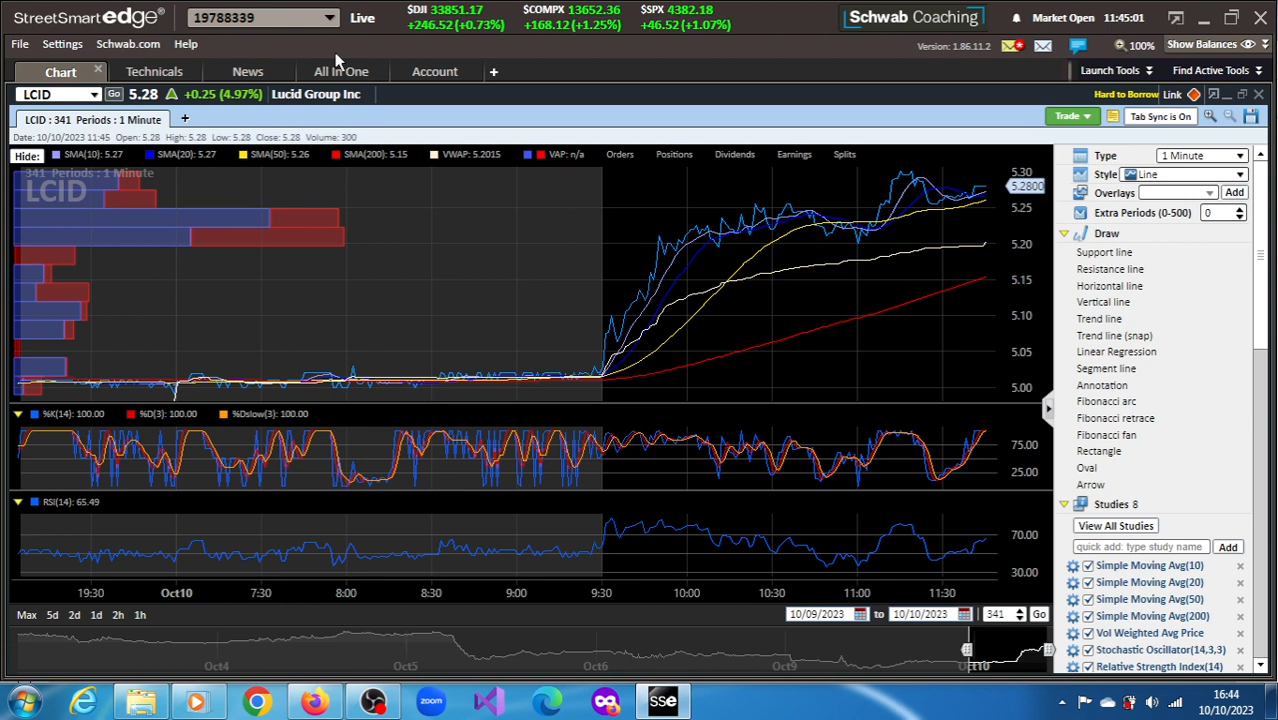 StreetSmart edge
19788339
Live
$DJI 33851.17
+246.52 (+0.73%)
$COMPX 13652.36
+168.12 (+1.25%)
$SPX 4382.18
+46.52 (+1.07%)
Schwab Coaching
Market Open
11:45:01
File Settings Schwab.com Help
Version: 1.86.11.2
100%
Show Balances
Chart Technicals News All In One Account +
Launch Tools Find Active Tools
LCID Go 5.28 +0.25 (4.97%) Lucid Group Inc
Hard to Borrow Link
LCID : 341 Periods : 1 Minute +
Trade Tab Sync is On
Date: 10/10/2023 11:45 Open: 5.28 High: 5.28 Low: 5.28 Close: 5.28 Volume: 300
Hide: SMA(10): 5.27 SMA(20): 5.27 SMA(50): 5.26 SMA(200): 5.15 VWAP: 5.2015 VAP: n/a Orders Positions Dividends Earnings Splits
341 Periods : 1 Minute
LCID
5.30
5.2800
5.25
5.20
5.15
5.10
5.05
5.00
%K(14): 100.00 %D(3): 100.00 %Dslow(3): 100.00
75.00
25.00
RSI(14): 65.49
70.00
30.00
19:30 Oct10 7:30 8:00 8:30 9:00 9:30 10:00 10:30 11:00 11:30
Max 5d 2d 1d 2h 1h
10/09/2023 to 10/10/2023 341 Go
Oct4 Oct5 Oct6 Oct9 Oct10
Type 1 Minute
Style Line
Overlays Add
Extra Periods (0-500) 0
Draw
Support line
Resistance line
Horizontal line
Vertical line
Trend line
Trend line (snap)
Linear Regression
Segment line
Annotation
Fibonacci arc
Fibonacci retrace
Fibonacci fan
Rectangle
Oval
Arrow
Studies 8
View All Studies
quick add: type study name Add
Simple Moving Avg(10)
Simple Moving Avg(20)
Simple Moving Avg(50)
Simple Moving Avg(200)
Vol Weighted Avg Price
Stochastic Oscillator(14,3,3)
Relative Strength Index(14)
zoom
sse
16:44
10/10/2023